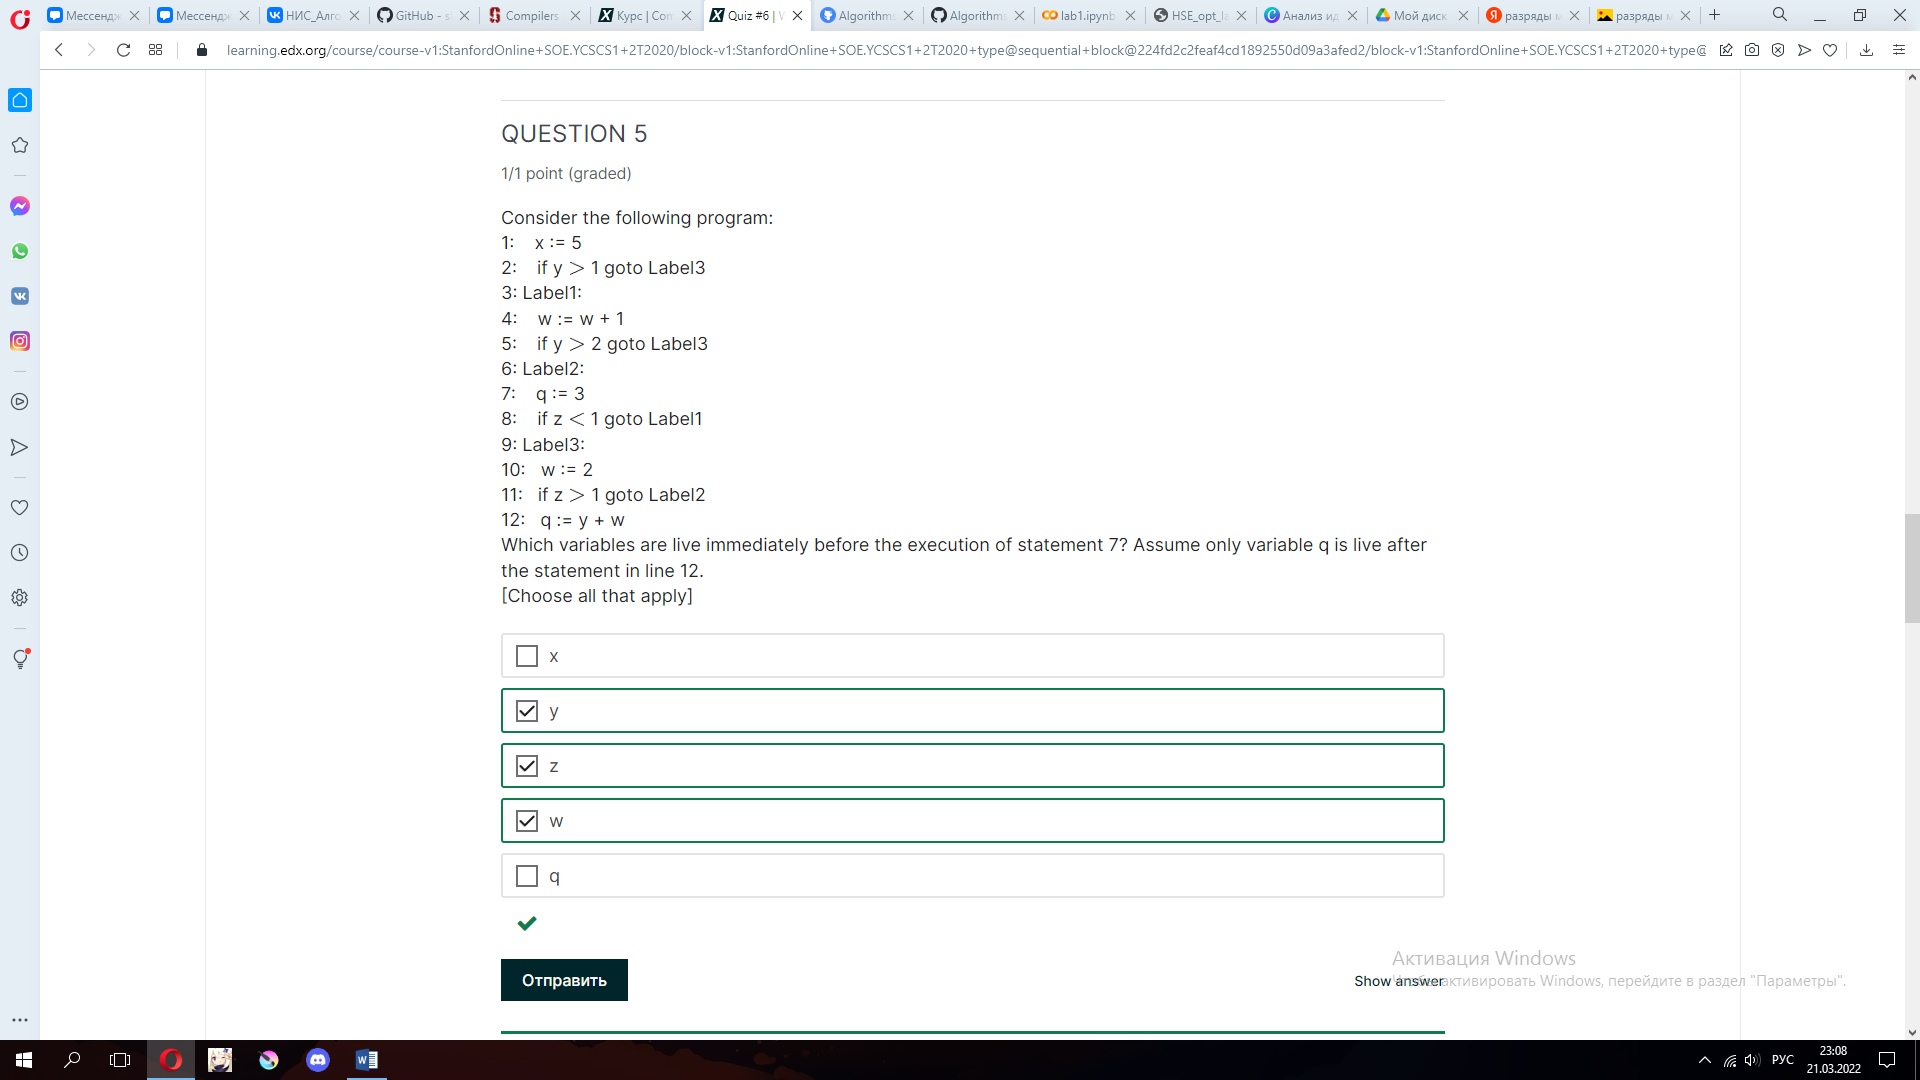 Мессендж
Мессендж
НИС_Алго
GitHub - s
Compilers
Курс | Con
Quiz #6 |
Algorithms
Algorithms
lab1.ipynb
HSE_opt_la
Анализ ид
Мой диск
разряды м
разряды м
learning.edx.org/course/course-v1:StanfordOnline+SOE.YCSCS1+2T2020/block-v1:StanfordOnline+SOE.YCSCS1+2T2020+type@sequential+block@224fd2c2feaf4cd1892550d09a3afed2/block-v1:StanfordOnline+SOE.YCSCS1+2T2020+type@
QUESTION 5
1/1 point (graded)
Consider the following program:
1: x := 5
2: if y > 1 goto Label3
3: Label1:
4: w := w + 1
5: if y > 2 goto Label3
6: Label2:
7: q := 3
8: if z < 1 goto Label1
9: Label3:
10: w := 2
11: if z > 1 goto Label2
12: q := y + w
Which variables are live immediately before the execution of statement 7? Assume only variable q is live after
the statement in line 12.
[Choose all that apply]
x
y
z
w
q
Отправить
Show answer
Активация Windows
Чтобы активировать Windows, перейдите в раздел "Параметры".
РУС
23:08
21.03.2022